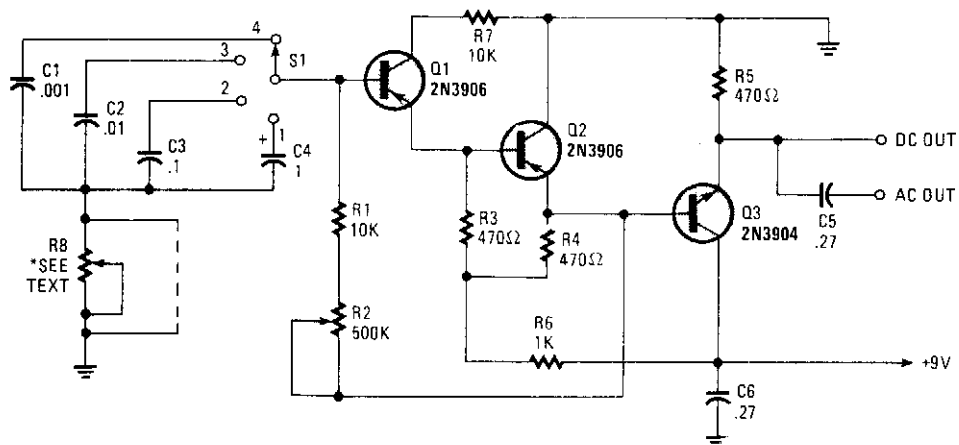 4
3
2
1
S1
C1
.001
C2
.01
C3
.1
+
C4
1
R8
*SEE
TEXT
R1
10K
R2
500K
R7
10K
Q1
2N3906
Q2
2N3906
R3
470Ω
R4
470Ω
R6
1K
R5
470Ω
Q3
2N3904
DC OUT
AC OUT
C5
.27
+9V
C6
.27